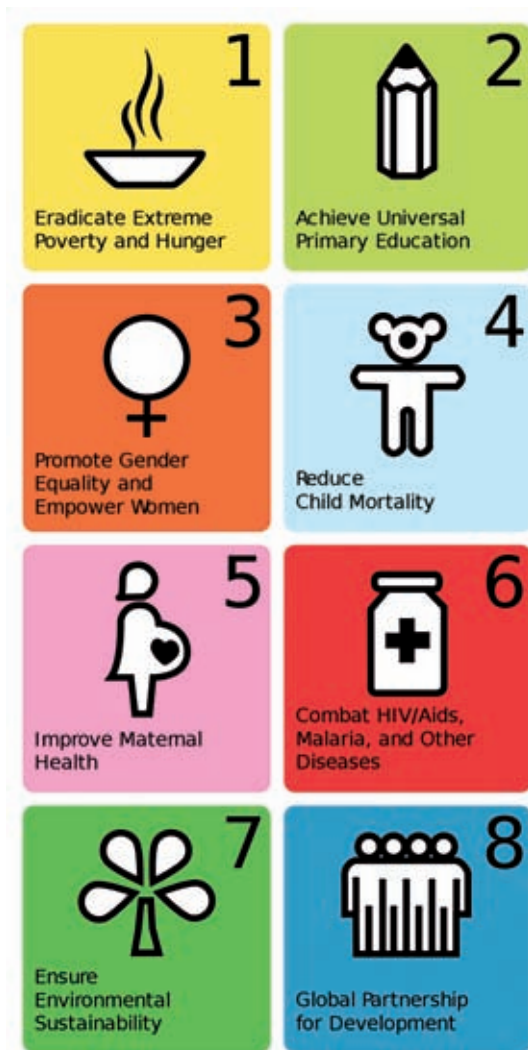 1
Eradicate Extreme
Poverty and Hunger
2
Achieve Universal
Primary Education
3
Promote Gender
Equality and
Empower Women
4
Reduce
Child Mortality
5
Improve Maternal
Health
6
Combat HIV/Aids,
Malaria, and Other
Diseases
7
Ensure
Environmental
Sustainability
8
Global Partnership
for Development